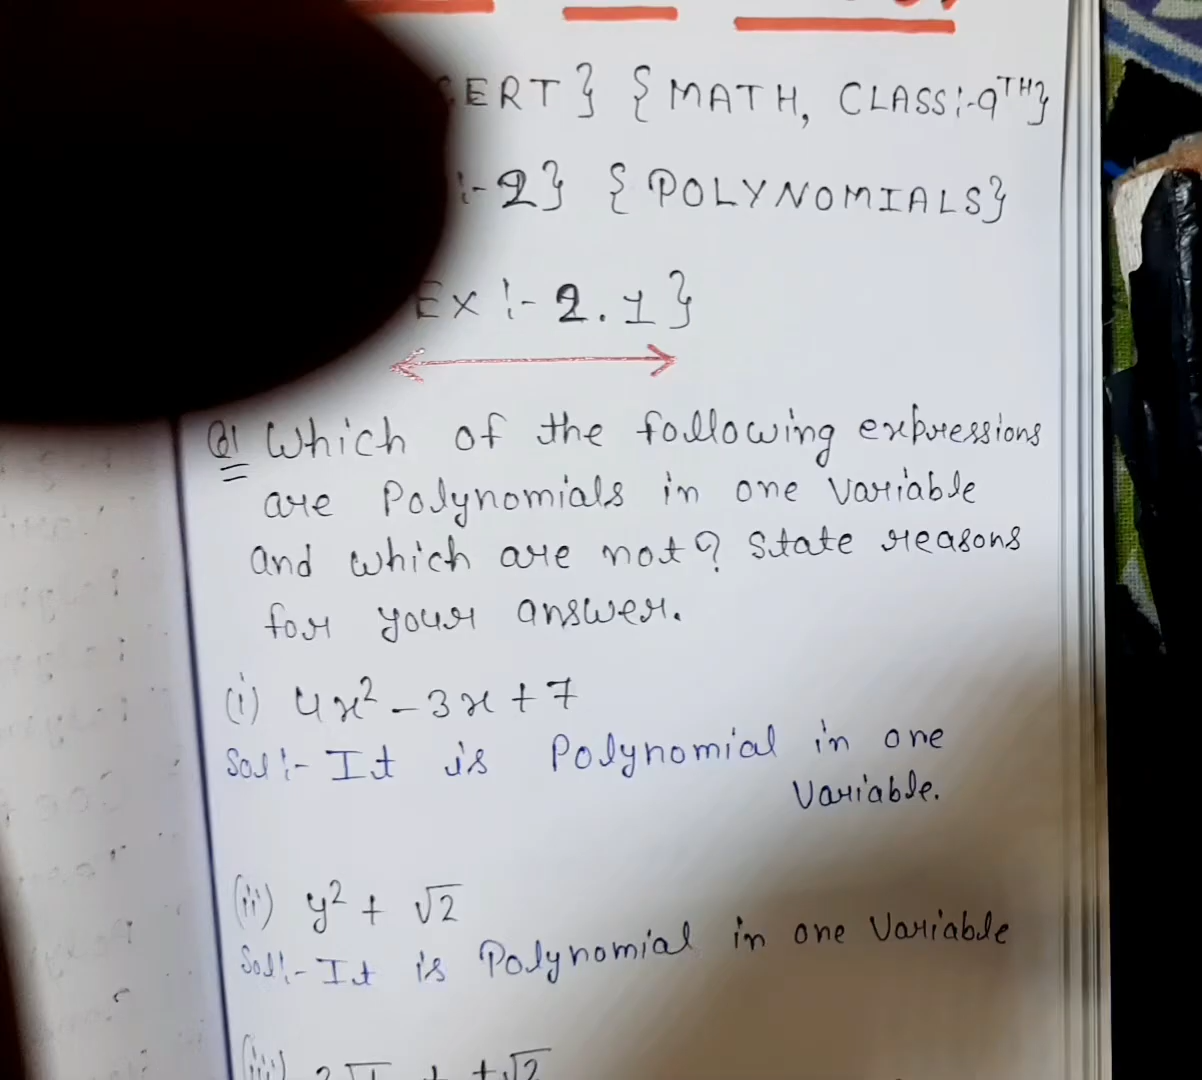 ERT} {MATH, CLASS:-9TH}
:-2} {POLYNOMIALS}
EX :- 2.1}
Q1 Which of the following expressions
are Polynomials in one Variable
and which are not? State reasons
for your answer.
(i) 4x² - 3x + 7
Sol:- It is Polynomial in one
Variable.
(ii) y² + √2
Sol:- It is Polynomial in one Variable
(iii) + √2